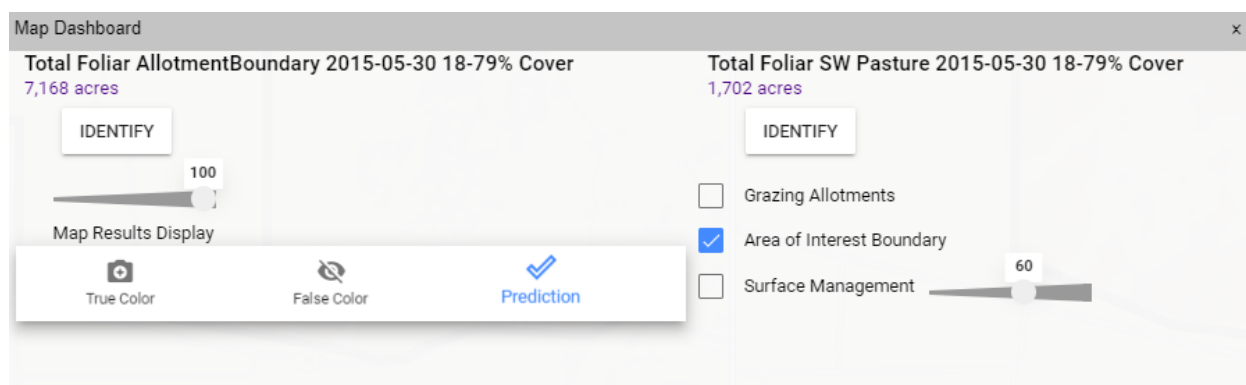 Map Dashboard x
Total Foliar AllotmentBoundary 2015-05-30 18-79% Cover
7,168 acres
IDENTIFY
100
Map Results Display
True Color
False Color
Prediction
Total Foliar SW Pasture 2015-05-30 18-79% Cover
1,702 acres
IDENTIFY
Grazing Allotments
Area of Interest Boundary
60
Surface Management